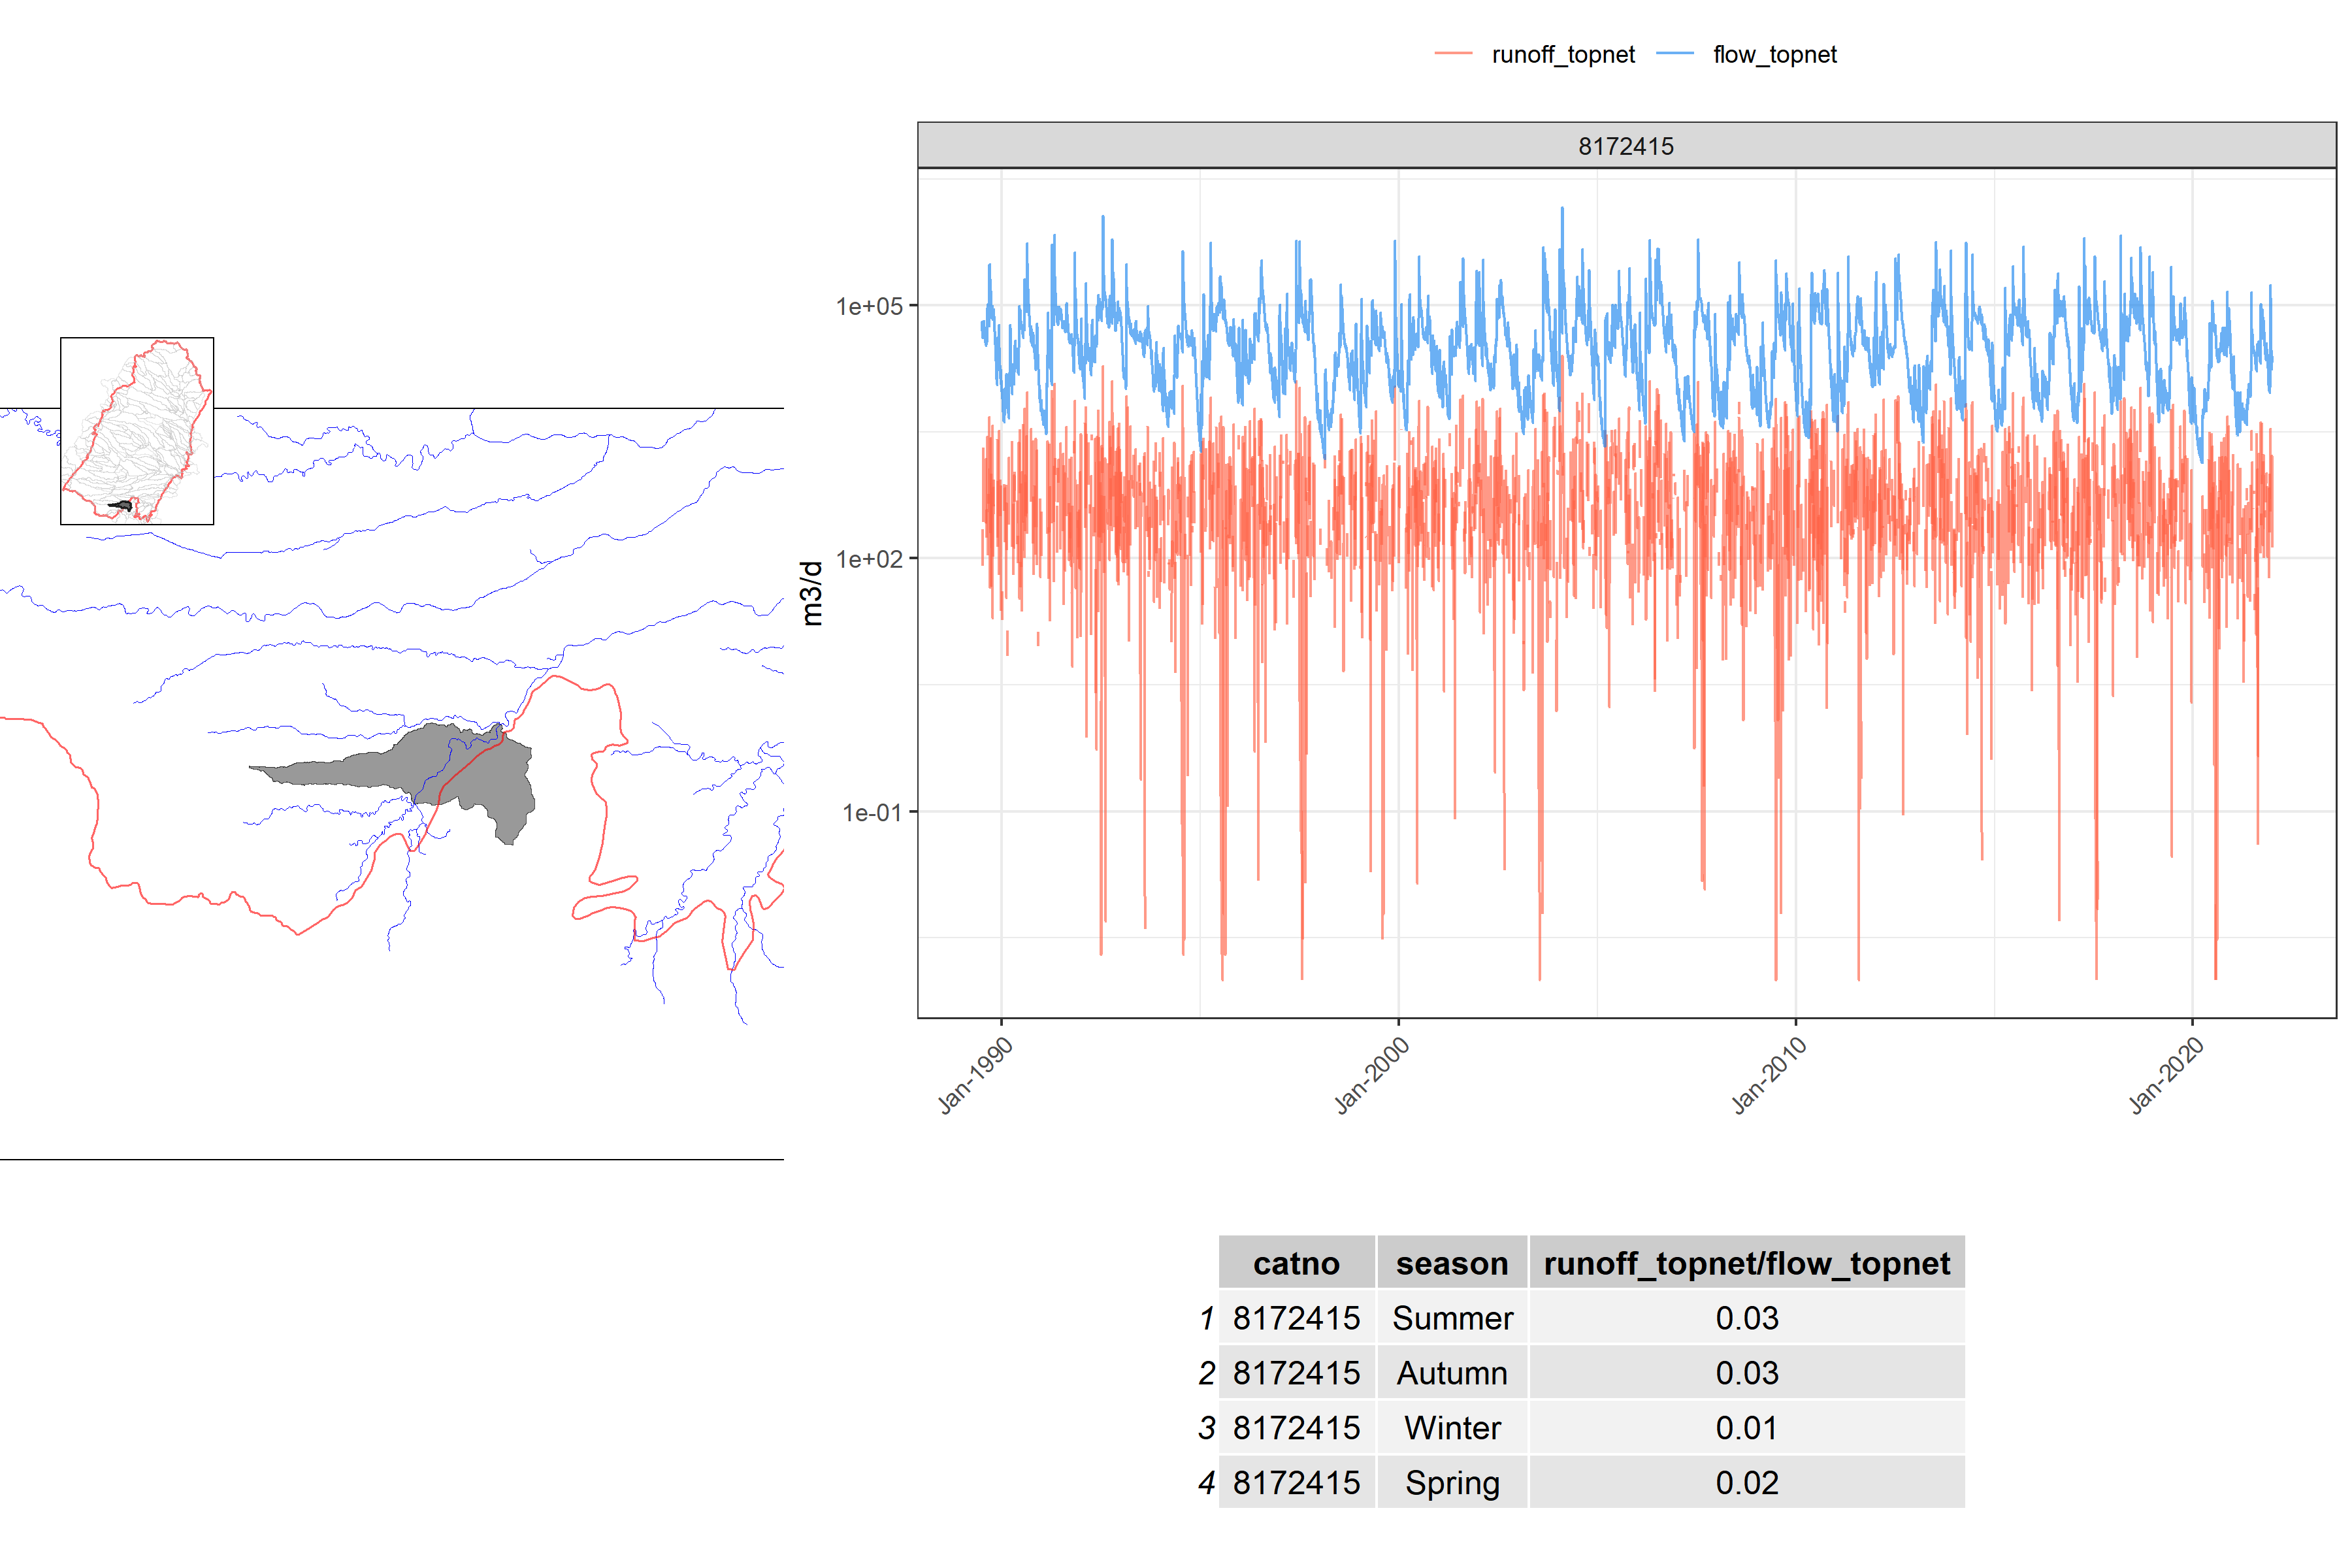 runoff_topnet flow_topnet
8172415
1e+05
1e+02
1e-01
m3/d
Jan-1990 Jan-2000 Jan-2010 Jan-2020
catno season runoff_topnet/flow_topnet
1 8172415 Summer 0.03
2 8172415 Autumn 0.03
3 8172415 Winter 0.01
4 8172415 Spring 0.02